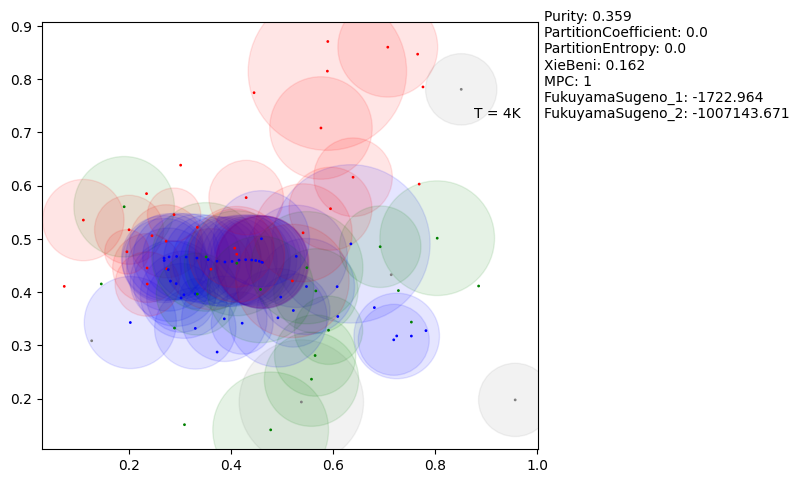 Purity: 0.359
PartitionCoefficient: 0.0
PartitionEntropy: 0.0
XieBeni: 0.162
MPC: 1
FukuyamaSugeno_1: -1722.964
FukuyamaSugeno_2: -1007143.671
T = 4K
0.9
0.8
0.7
0.6
0.5
0.4
0.3
0.2
0.2
0.4
0.6
0.8
1.0